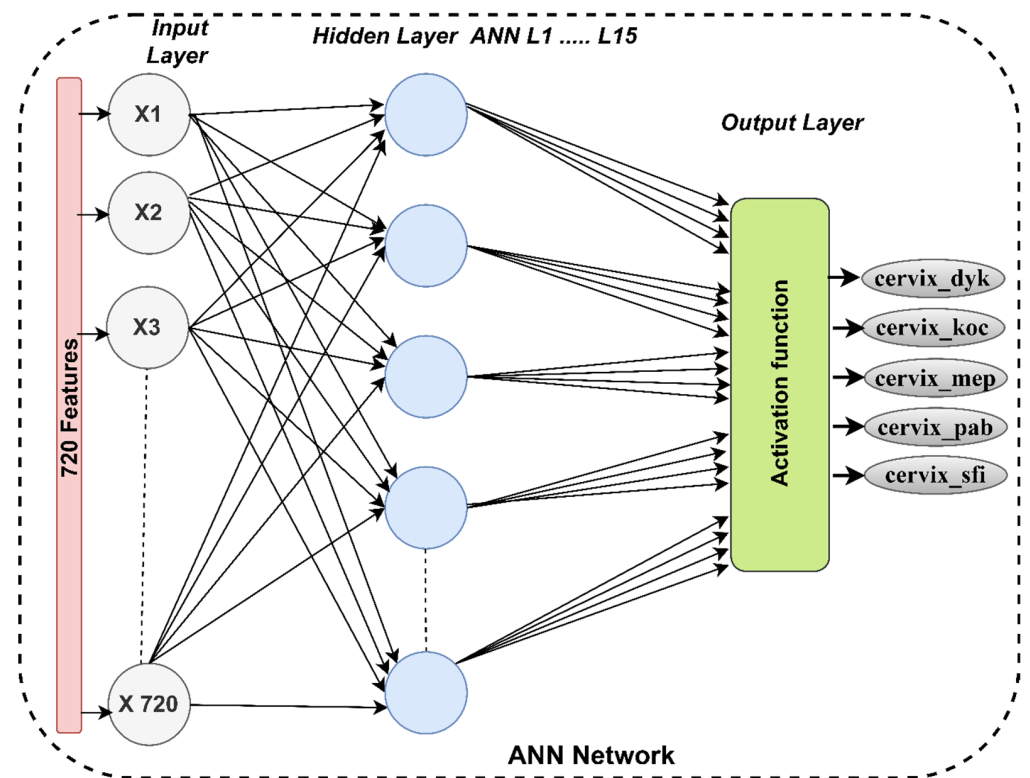 Input
Layer
Hidden Layer ANN L1 ..... L15
Output Layer
720 Features
X1
X2
X3
X 720
Activation function
cervix_dyk
cervix_koc
cervix_mep
cervix_pab
cervix_sfi
ANN Network